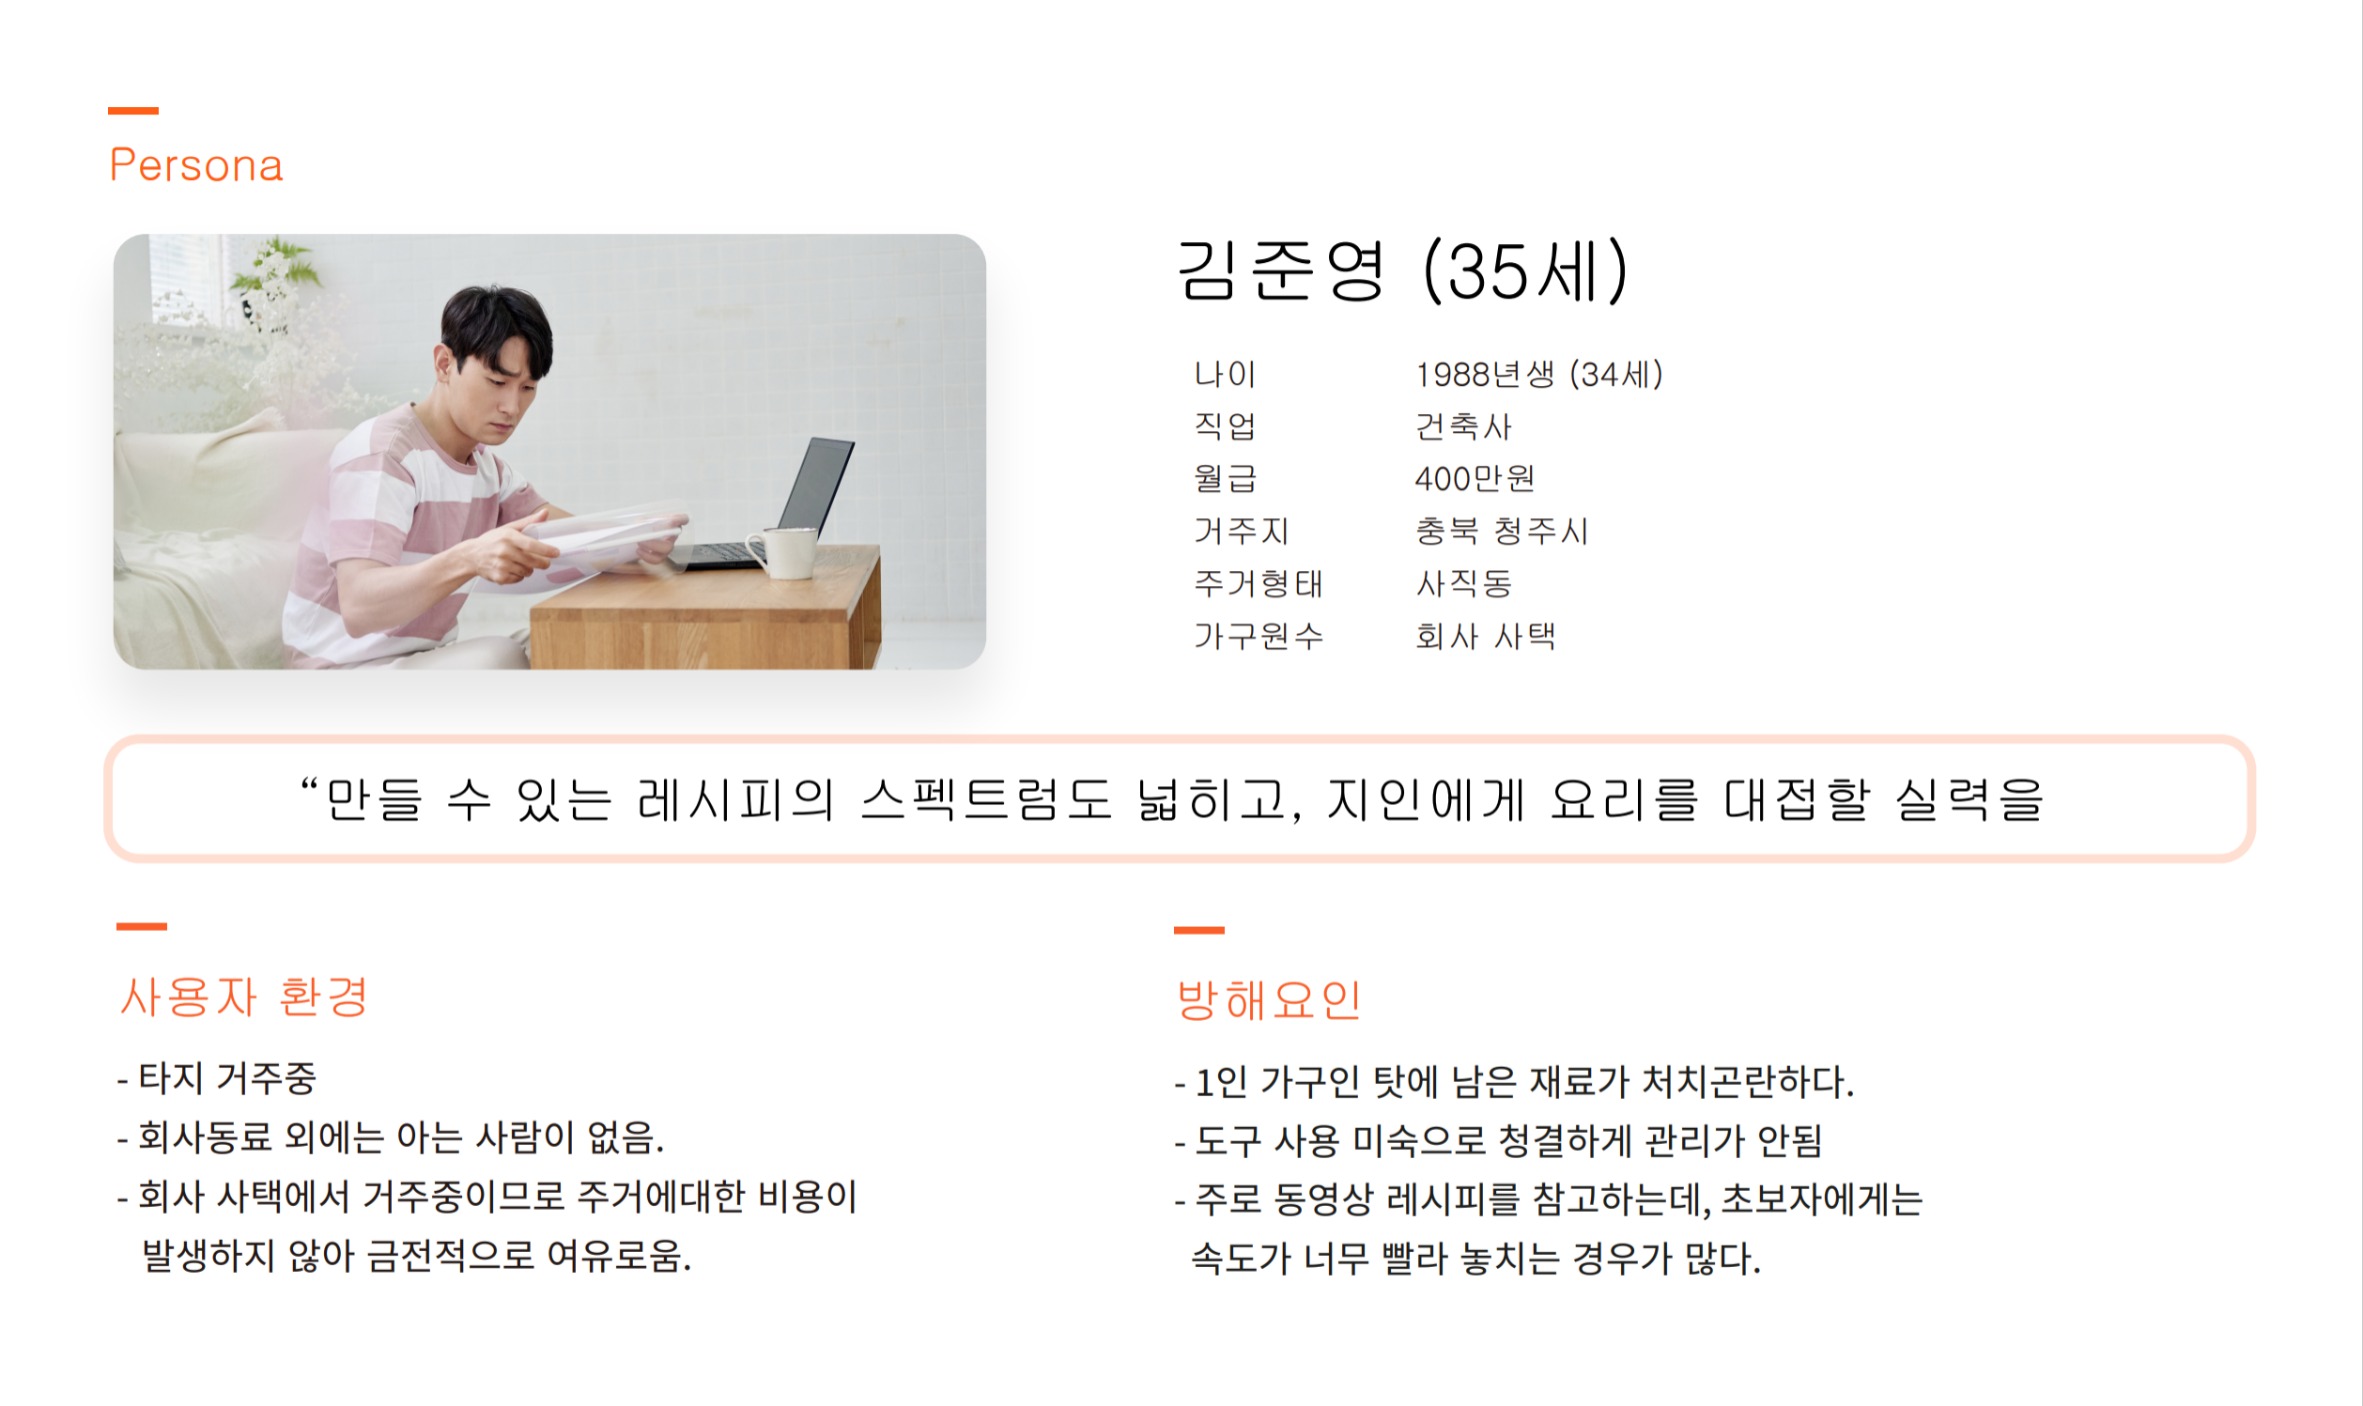 Persona
김준영 (35세)
나이 1988년생 (34세)
직업 건축사
월급 400만원
거주지 충북 청주시
주거형태 사직동
가구원수 회사 사택
“만들 수 있는 레시피의 스펙트럼도 넓히고, 지인에게 요리를 대접할 실력을
사용자 환경
- 타지 거주중
- 회사동료 외에는 아는 사람이 없음.
- 회사 사택에서 거주중이므로 주거에대한 비용이
발생하지 않아 금전적으로 여유로움.
방해요인
- 1인 가구인 탓에 남은 재료가 처치곤란하다.
- 도구 사용 미숙으로 청결하게 관리가 안됨
- 주로 동영상 레시피를 참고하는데, 초보자에게는
속도가 너무 빨라 놓치는 경우가 많다.